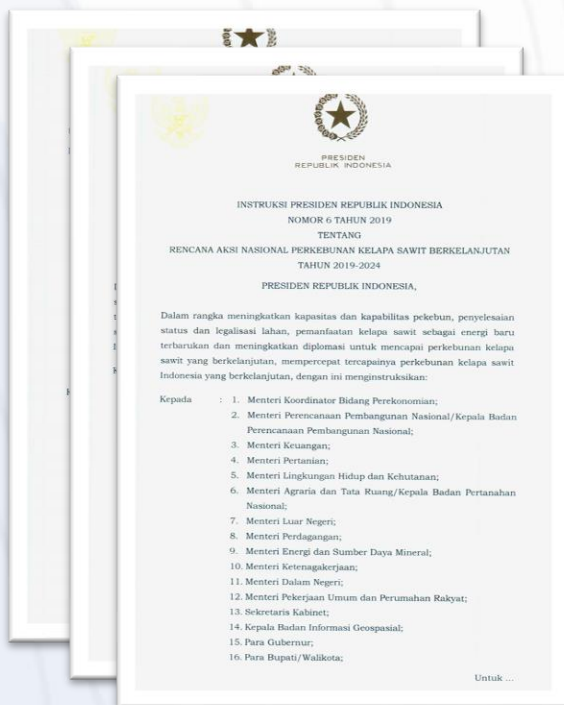 PRESIDEN
REPUBLIK INDONESIA
INSTRUKSI PRESIDEN REPUBLIK INDONESIA
NOMOR 6 TAHUN 2019
TENTANG
RENCANA AKSI NASIONAL PERKEBUNAN KELAPA SAWIT BERKELANJUTAN
TAHUN 2019-2024
PRESIDEN REPUBLIK INDONESIA,
Dalam rangka meningkatkan kapasitas dan kapabilitas pekebun, penyelesaian
status dan legalisasi lahan, pemanfaatan kelapa sawit sebagai energi baru
terbarukan dan meningkatkan diplomasi untuk mencapai perkebunan kelapa
sawit yang berkelanjutan, mempercepat tercapainya perkebunan kelapa sawit
Indonesia yang berkelanjutan, dengan ini menginstruksikan:
Kepada : 1. Menteri Koordinator Bidang Perekonomian;
2. Menteri Perencanaan Pembangunan Nasional/Kepala Badan
Perencanaan Pembangunan Nasional;
3. Menteri Keuangan;
4. Menteri Pertanian;
5. Menteri Lingkungan Hidup dan Kehutanan;
6. Menteri Agraria dan Tata Ruang/Kepala Badan Pertanahan
Nasional;
7. Menteri Luar Negeri;
8. Menteri Perdagangan;
9. Menteri Energi dan Sumber Daya Mineral;
10. Menteri Ketenagakerjaan;
11. Menteri Dalam Negeri;
12. Menteri Pekerjaan Umum dan Perumahan Rakyat;
13. Sekretaris Kabinet;
14. Kepala Badan Informasi Geospasial;
15. Para Gubernur;
16. Para Bupati/Walikota;
Untuk ...